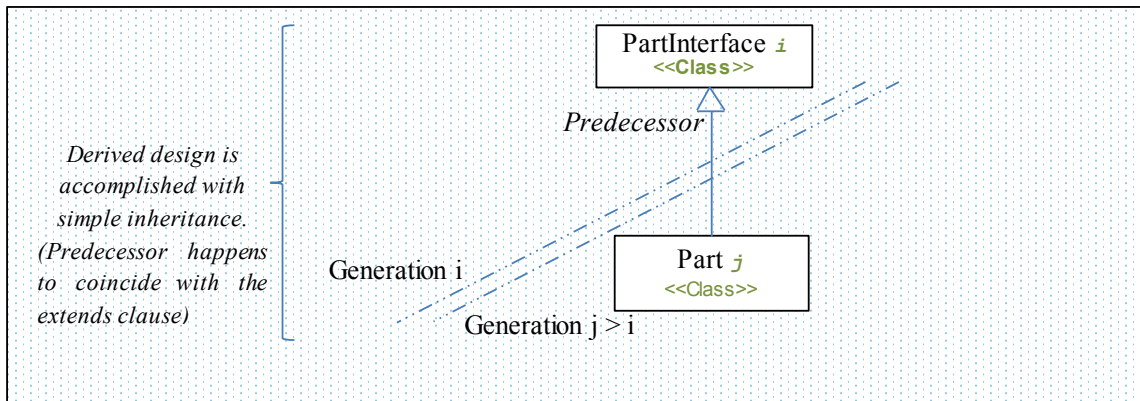 PartInterface i
<<Class>>
Predecessor
Derived design is
accomplished with
simple inheritance.
(Predecessor happens
to coincide with the
extends clause)
Generation i
Part j
<<Class>>
Generation j > i